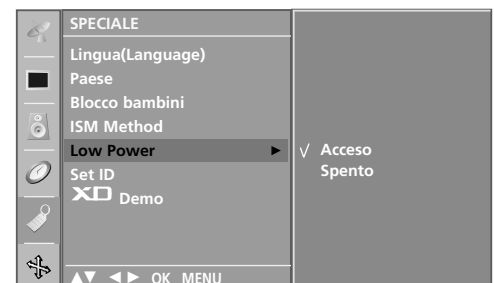 SPECIALE
Lingua(Language)
Paese
Blocco bambini
ISM Method
Low Power ►
√ Acceso
Spento
Set ID
XD Demo
▲▼ ◄► OK MENU